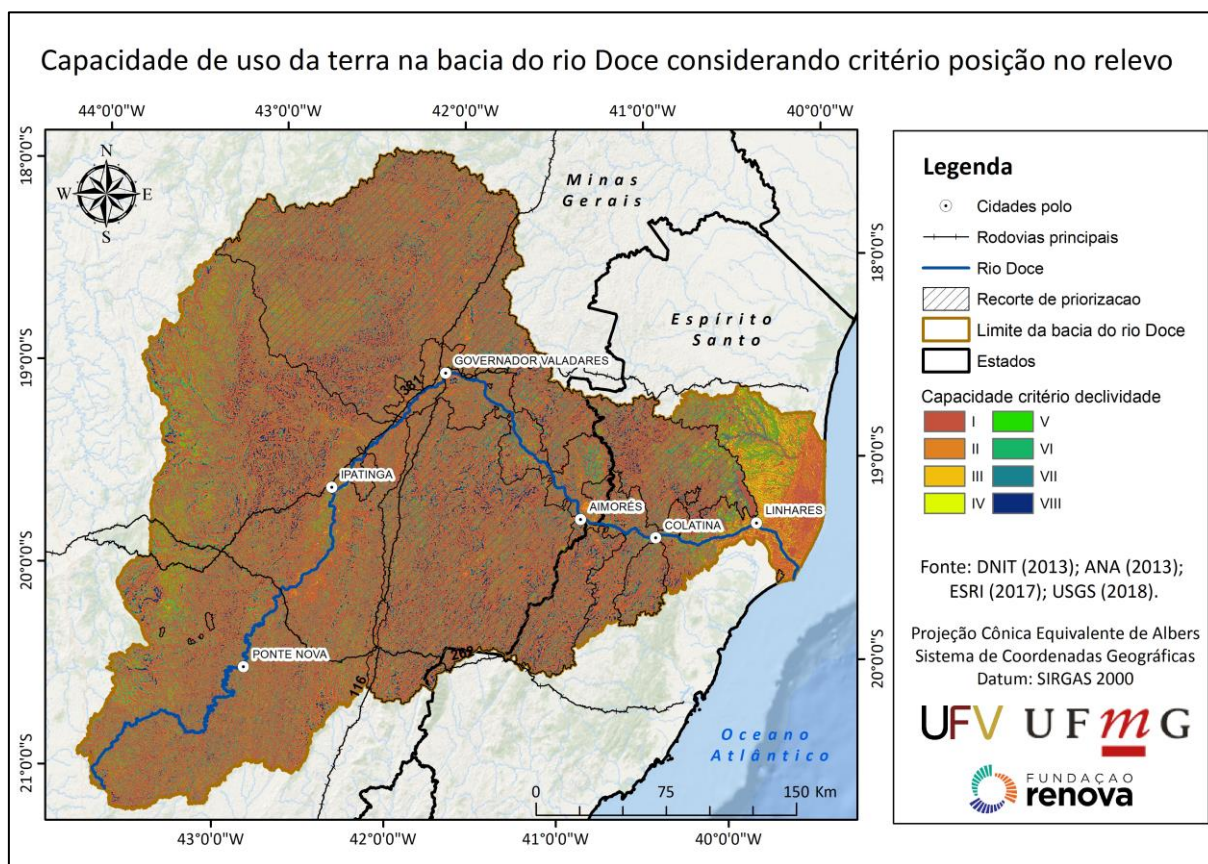 Capacidade de uso da terra na bacia do rio Doce considerando critério posição no relevo
44°0'0"W
43°0'0"W
42°0'0"W
41°0'0"W
40°0'0"W
18°0'0"S
19°0'0"S
20°0'0"S
21°0'0"S
N
W
E
S
Minas
Gerais
Espírito
Santo
GOVERNADOR VALADARES
381
IPATINGA
AIMORÉS
COLATINA
LINHARES
PONTE NOVA
262
116
Oceano
Atlântico
0
75
150 Km
18°0'0"S
19°0'0"S
20°0'0"S
43°0'0"W
42°0'0"W
41°0'0"W
40°0'0"W
Legenda
Cidades polo
Rodovias principais
Rio Doce
Recorte de priorizacao
Limite da bacia do rio Doce
Estados
Capacidade critério declividade
I
V
II
VI
III
VII
IV
VIII
Fonte: DNIT (2013); ANA (2013);
ESRI (2017); USGS (2018).
Projeção Cônica Equivalente de Albers
Sistema de Coordenadas Geográficas
Datum: SIRGAS 2000
UFV
UFmG
FUNDAÇÃO
renova